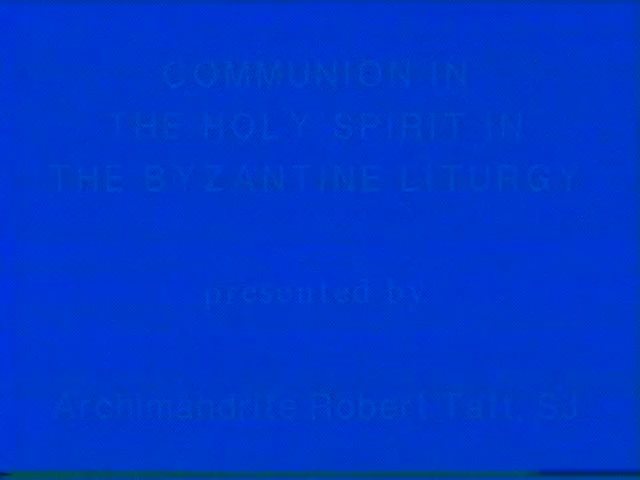 COMMUNION IN
THE HOLY SPIRIT IN
THE BYZANTINE LITURGY
presented by
Archimandrite Robert Taft, SJ